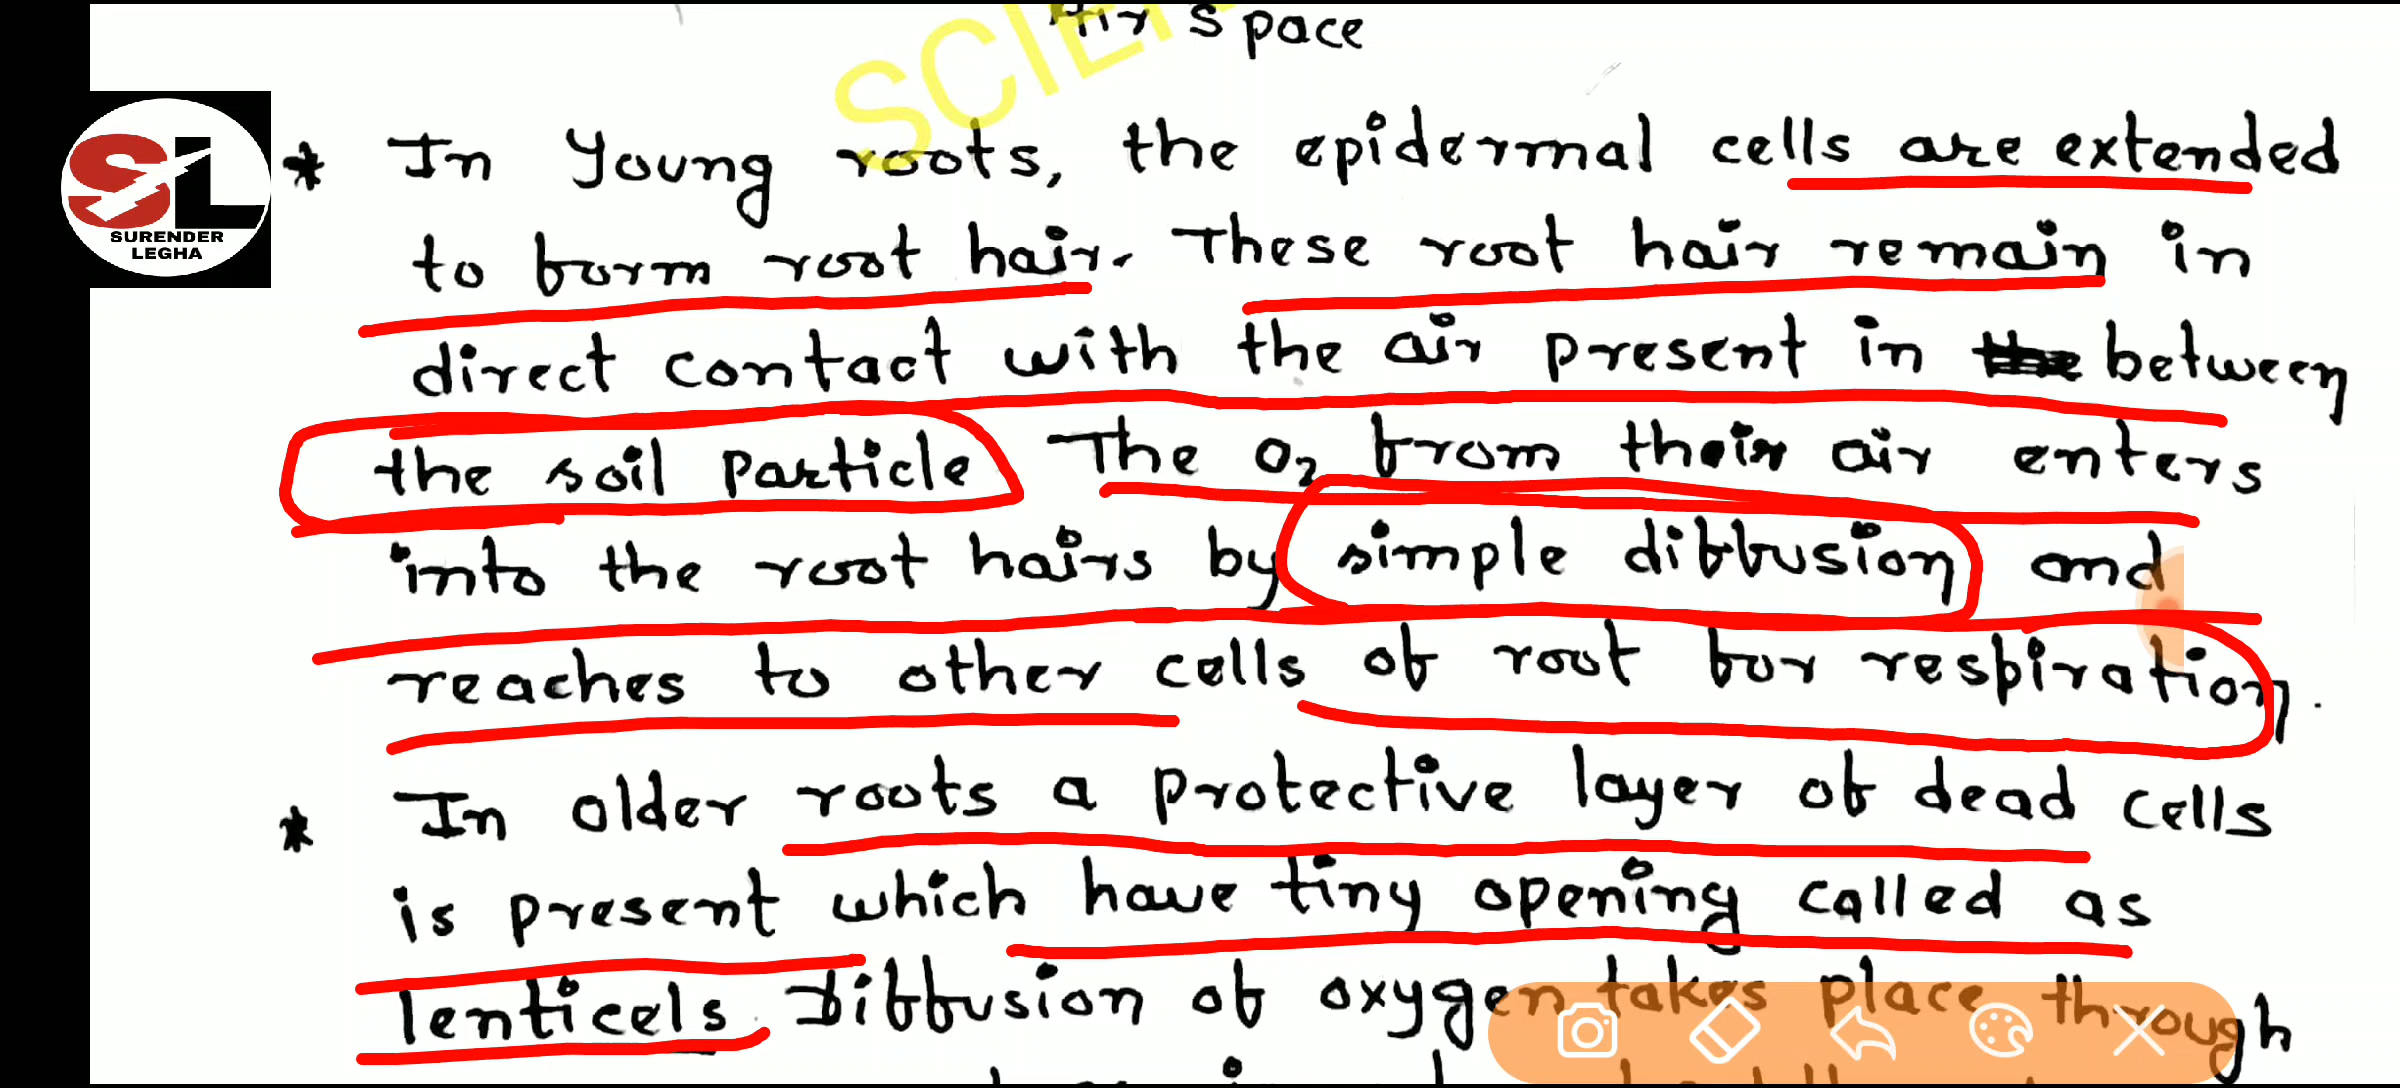 Air space
SCIE
SL
SURENDER
LEGHA
* In Young roots, the epidermal cells are extended
to form root hair. These root hair remain in
direct contact with the air present in the between
the soil particle The O₂ from their air enters
into the root hairs by simple diffusion and
reaches to other cells of root for respiration.
* In older roots a protective layer of dead cells
is present which have tiny opening called as
lenticels. Diffusion of oxygen takes place through